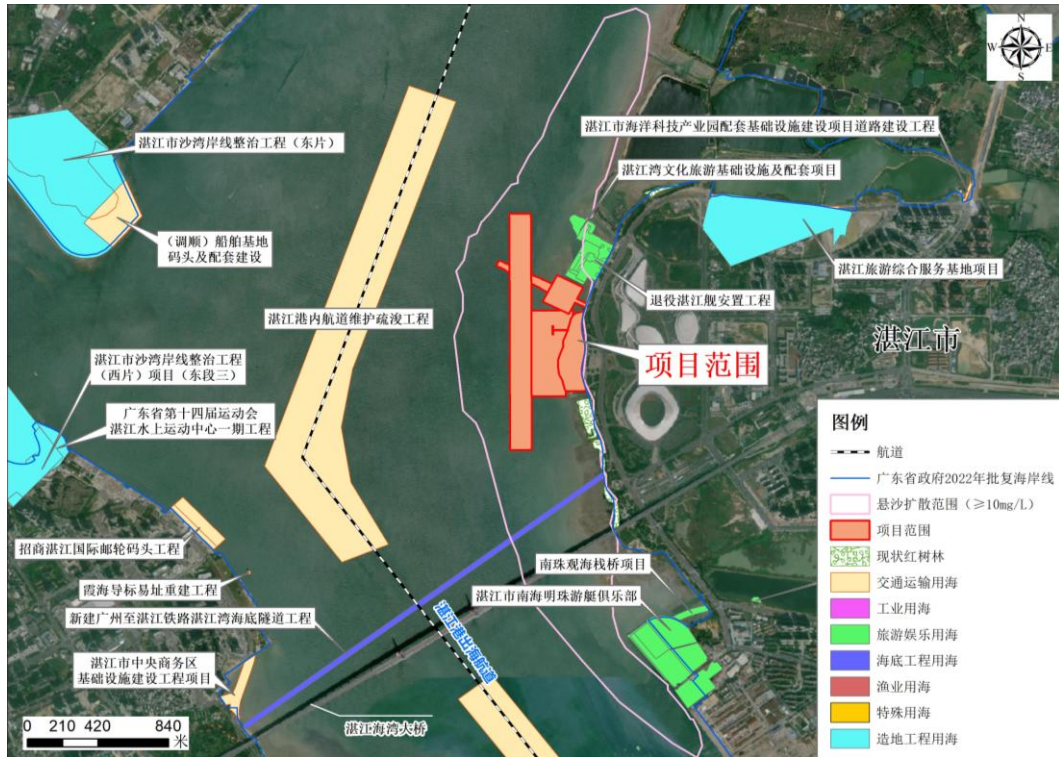 N
W
E
S
湛江市海洋科技产业园配套基础设施建设项目道路建设工程
湛江市沙湾岸线整治工程（东片）
湛江湾文化旅游基础设施及配套项目
（调顺）船舶基地
码头及配套建设
湛江旅游综合服务基地项目
退役湛江舰安置工程
湛江港内航道维护疏浚工程
湛江市
项目范围
湛江市沙湾岸线整治工程
（西片）项目（东段三）
广东省第十四届运动会
湛江水上运动中心一期工程
招商湛江国际邮轮码头工程
霞海导标易址重建工程
南珠观海栈桥项目
湛江市南海明珠游艇俱乐部
新建广州至湛江铁路湛江湾海底隧道工程
湛江港出海航道
湛江市中央商务区
基础设施建设工程项目
湛江海湾大桥
0 210 420 840
米
图例
航道
广东省政府2022年批复海岸线
悬沙扩散范围（≥10mg/L）
项目范围
现状红树林
交通运输用海
工业用海
旅游娱乐用海
海底工程用海
渔业用海
特殊用海
造地工程用海